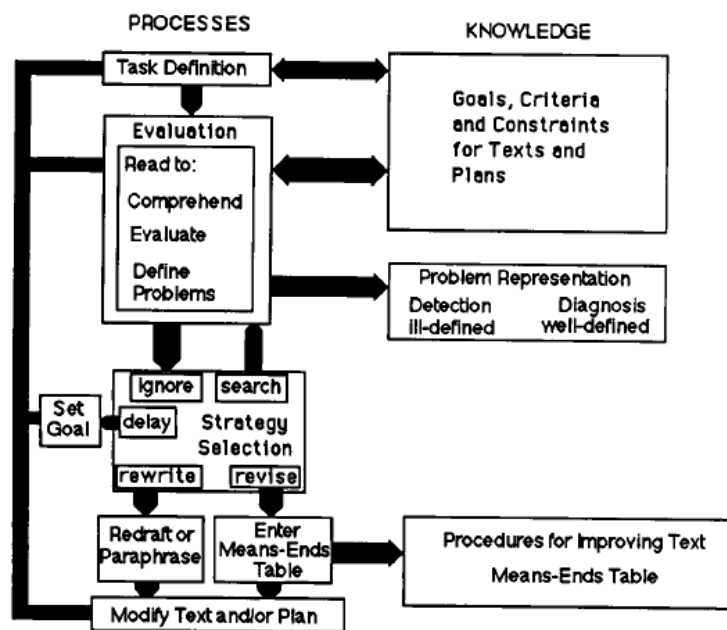 PROCESSES
KNOWLEDGE
Task Definition
Goals, Criteria
and Constraints
for Texts and
Plans
Evaluation
Read to:
Comprehend
Evaluate
Define
Problems
Problem Representation
Detection Diagnosis
ill-defined well-defined
ignore search
Set
Goal
delay Strategy
Selection
rewrite revise
Redraft or
Paraphrase
Enter
Means-Ends
Table
Procedures for Improving Text
Means-Ends Table
Modify Text and/or Plan